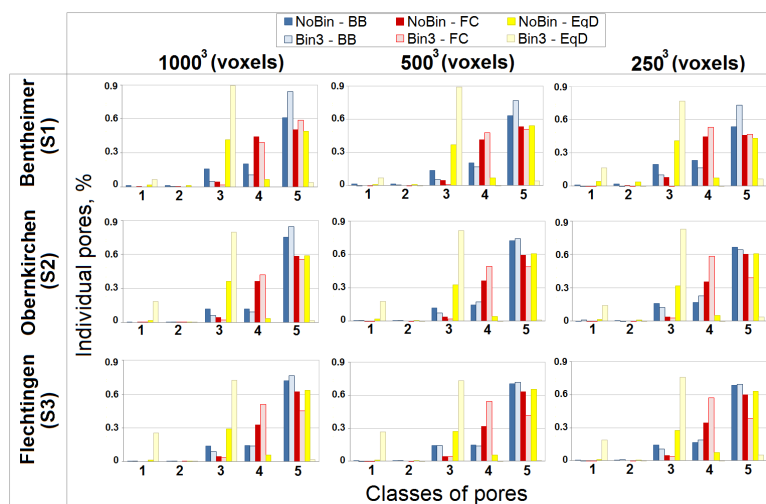 NoBin - BB NoBin - FC NoBin - EqD
Bin3 - BB Bin3 - FC Bin3 - EqD
1000³ (voxels) 500³ (voxels) 250³ (voxels)
Bentheimer
(S1)
Obernkirchen
(S2)
Flechtingen
(S3)
Individual pores, %
0.9 0.9 0.9
0.6 0.6 0.6
0.3 0.3 0.3
0 0 0
1 2 3 4 5 1 2 3 4 5 1 2 3 4 5
0.9 0.9 0.9
0.6 0.6 0.6
0.3 0.3 0.3
0 0 0
1 2 3 4 5 1 2 3 4 5 1 2 3 4 5
0.9 0.9 0.9
0.6 0.6 0.6
0.3 0.3 0.3
0 0 0
1 2 3 4 5 1 2 3 4 5 1 2 3 4 5
Classes of pores